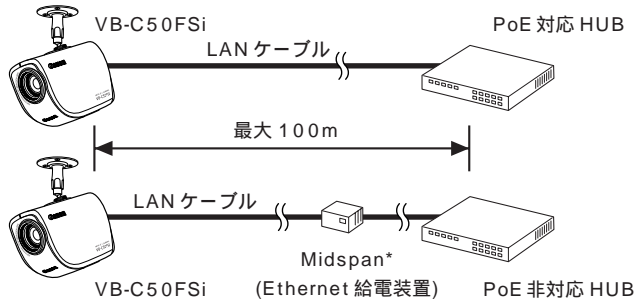 VB-C50FSi
PoE対応HUB
LANケーブル
最大100m
LANケーブル
Midspan*
(Ethernet給電装置)
VB-C50FSi
PoE非対応HUB